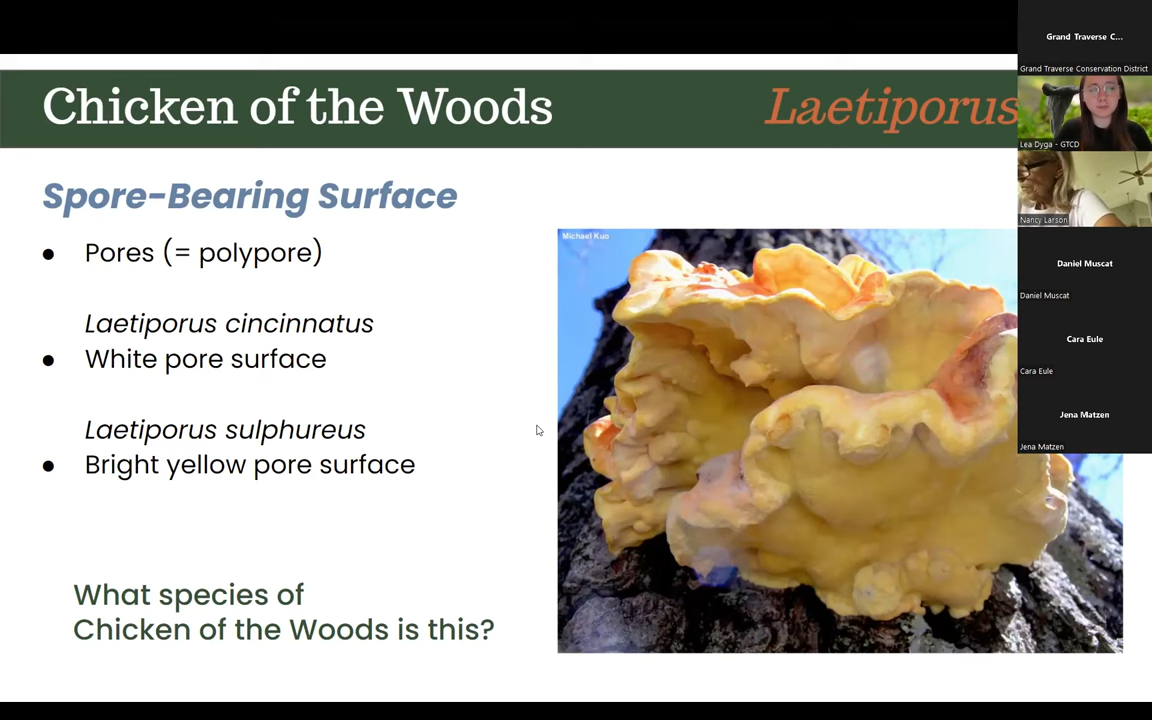 Chicken of the Woods
Laetiporus
Spore-Bearing Surface
● Pores (= polypore)
Laetiporus cincinnatus
● White pore surface
Laetiporus sulphureus
● Bright yellow pore surface
What species of
Chicken of the Woods is this?
Michael Kuo
Grand Traverse C...
Grand Traverse Conservation District
Lea Dyga - GTCD
Nancy Larson
Daniel Muscat
Daniel Muscat
Cara Eule
Cara Eule
Jena Matzen
Jena Matzen